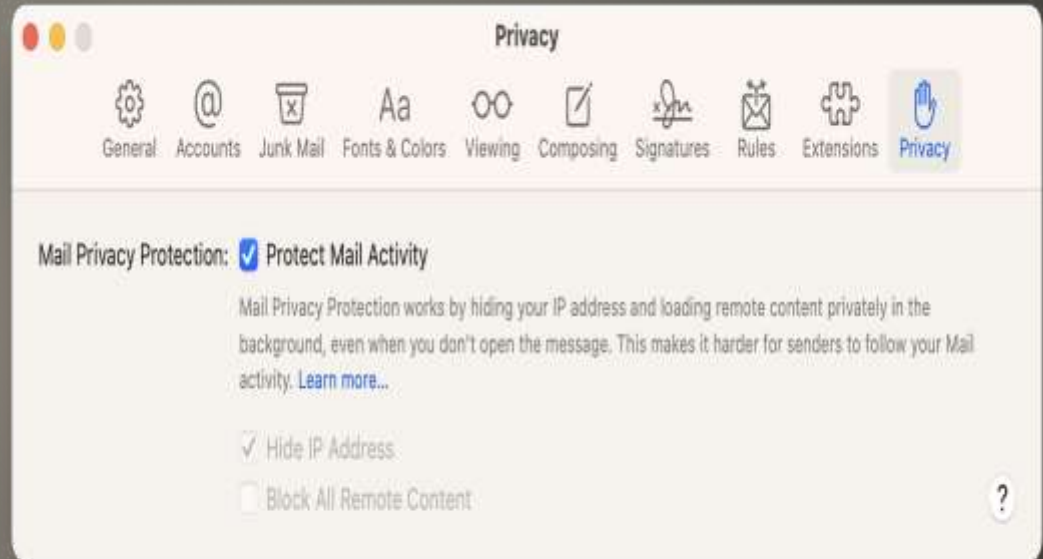 Privacy
General Accounts Junk Mail Fonts & Colors Viewing Composing Signatures Rules Extensions Privacy
Mail Privacy Protection: Protect Mail Activity
Mail Privacy Protection works by hiding your IP address and loading remote content privately in the
background, even when you don't open the message. This makes it harder for senders to follow your Mail
activity. Learn more...
Hide IP Address
Block All Remote Content
?